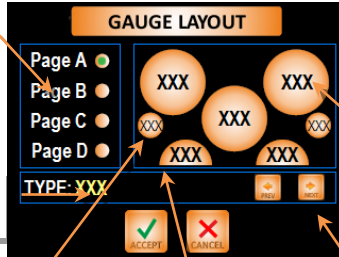 GAUGE LAYOUT
Page A
Page B
Page C
Page D
XXX XXX
XXX
XXX XXX
XXX XXX
TYPE: XXX
PREV NEXT
ACCEPT CANCEL